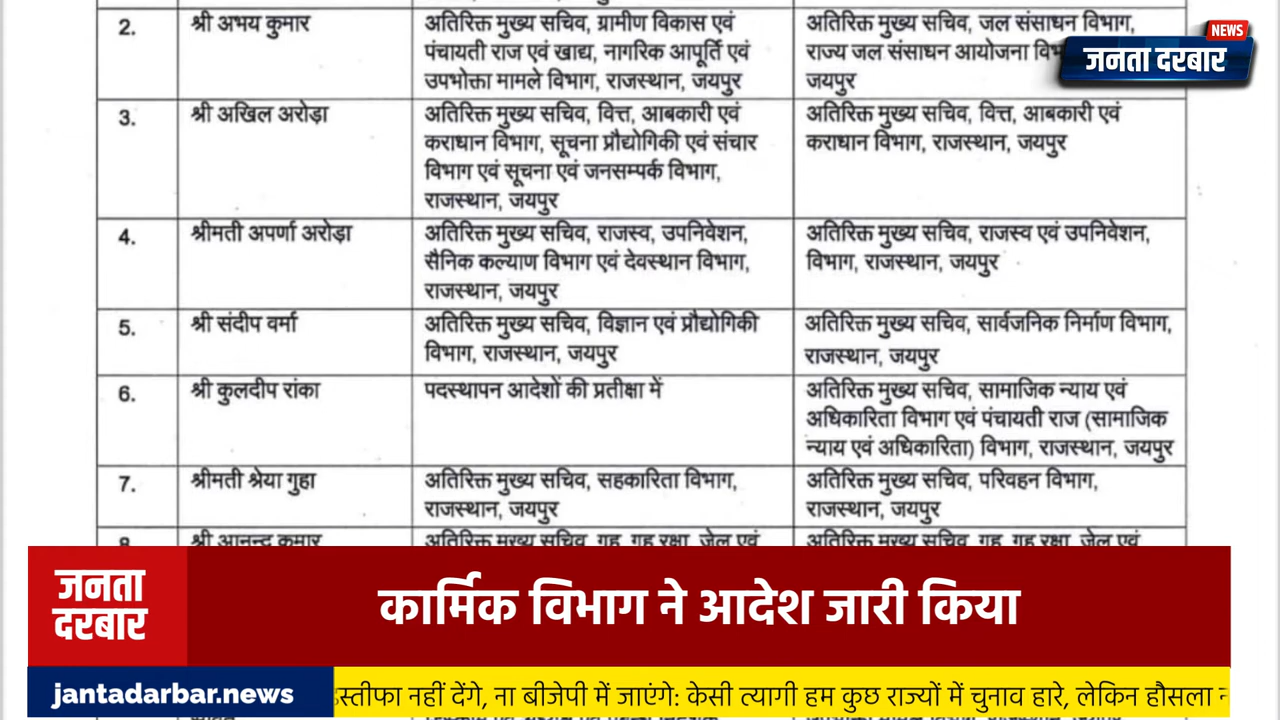 2.
श्री अभय कुमार
अतिरिक्त मुख्य सचिव, ग्रामीण विकास एवं
पंचायती राज एवं खाद्य, नागरिक आपूर्ति एवं
उपभोक्ता मामले विभाग, राजस्थान, जयपुर
अतिरिक्त मुख्य सचिव, जल संसाधन विभाग,
राज्य जल संसाधन आयोजना
जयपुर
NEWS
जनता दरबार
3.
श्री अखिल अरोड़ा
अतिरिक्त मुख्य सचिव, वित्त, आबकारी एवं
कराधान विभाग, सूचना प्रौद्योगिकी एवं संचार
विभाग एवं सूचना एवं जनसम्पर्क विभाग,
राजस्थान, जयपुर
अतिरिक्त मुख्य सचिव, वित्त, आबकारी एवं
कराधान विभाग, राजस्थान, जयपुर
4.
श्रीमती अपर्णा अरोड़ा
अतिरिक्त मुख्य सचिव, राजस्व, उपनिवेशन,
सैनिक कल्याण विभाग एवं देवस्थान विभाग,
राजस्थान, जयपुर
अतिरिक्त मुख्य सचिव, राजस्व एवं उपनिवेशन,
विभाग, राजस्थान, जयपुर
5.
श्री संदीप वर्मा
अतिरिक्त मुख्य सचिव, विज्ञान एवं प्रौद्योगिकी
विभाग, राजस्थान, जयपुर
अतिरिक्त मुख्य सचिव, सार्वजनिक निर्माण विभाग,
राजस्थान, जयपुर
6.
श्री कुलदीप रांका
पदस्थापन आदेशों की प्रतीक्षा में
अतिरिक्त मुख्य सचिव, सामाजिक न्याय एवं
अधिकारिता विभाग एवं पंचायती राज (सामाजिक
न्याय एवं अधिकारिता) विभाग, राजस्थान, जयपुर
7.
श्रीमती श्रेया गुहा
अतिरिक्त मुख्य सचिव, सहकारिता विभाग,
राजस्थान, जयपुर
अतिरिक्त मुख्य सचिव, परिवहन विभाग,
राजस्थान, जयपुर
8.
श्री आनन्द कुमार
अतिरिक्त मुख्य सचिव, गृह, गृह रक्षा, जेल एवं
अतिरिक्त मुख्य सचिव, गृह, गृह रक्षा, जेल एवं
जनता
दरबार
कार्मिक विभाग ने आदेश जारी किया
jantadarbar.news
नहीं देंगे, ना बीजेपी में जाएंगे: केसी त्यागी हम कुछ राज्यों में चुनाव हारे, लेकिन हौसला